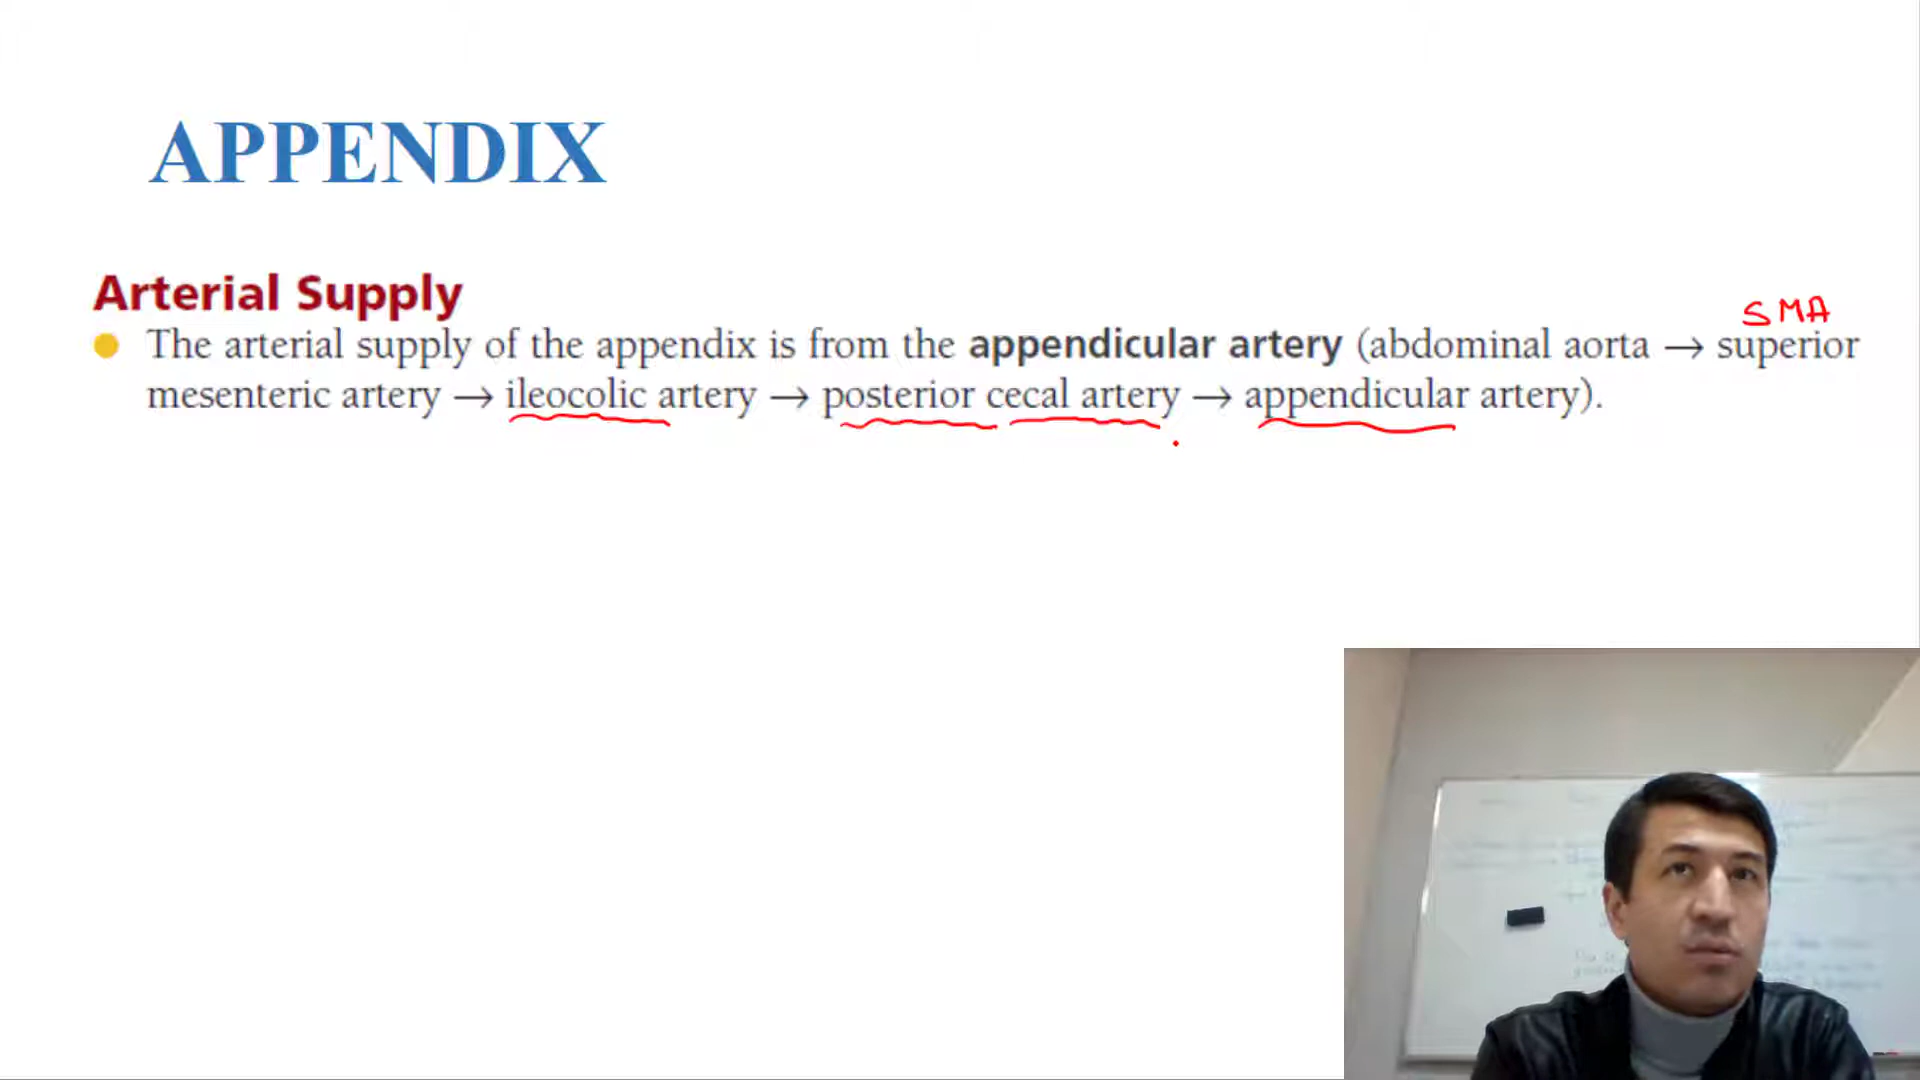 APPENDIX
Arterial Supply
SMA
The arterial supply of the appendix is from the appendicular artery (abdominal aorta → superior
mesenteric artery → ileocolic artery → posterior cecal artery → appendicular artery).